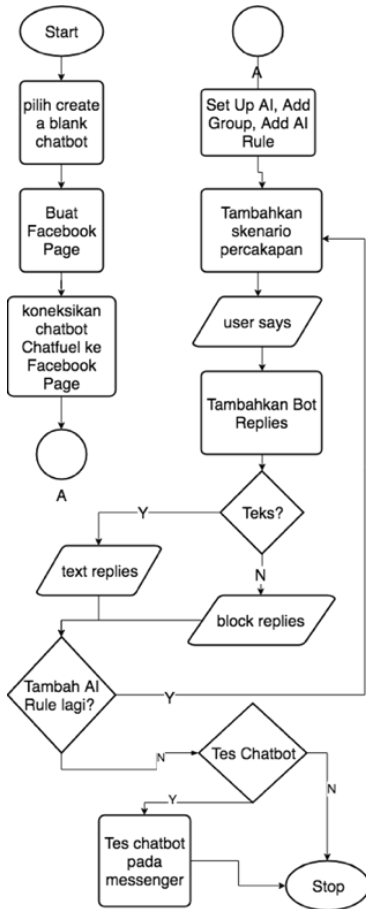 Start
pilih create
a blank
chatbot
Buat
Facebook
Page
koneksikan
chatbot
Chatfuel ke
Facebook
Page
A
A
Set Up AI, Add
Group, Add AI
Rule
Tambahkan
skenario
percakapan
user says
Tambahkan Bot
Replies
Teks?
Y
N
text replies
block replies
Tambah AI
Rule lagi?
Y
N
Tes Chatbot
Y
N
Tes chatbot
pada
messenger
Stop